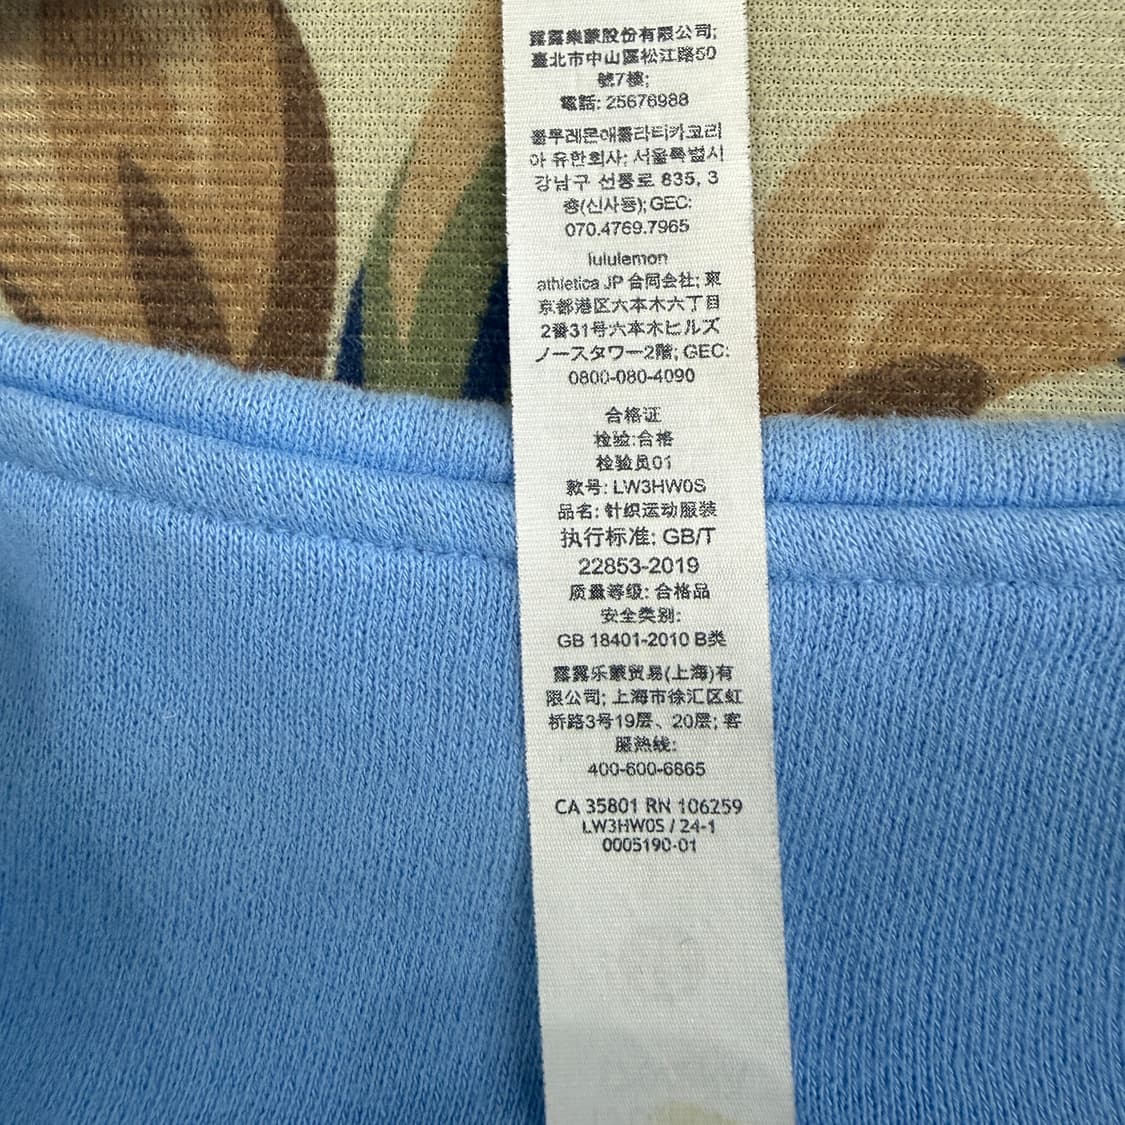 露露樂蒙股份有限公司;
臺北市中山區松江路50
號7樓;
電話: 25676988
룰루레몬애틀라티카코리
아 유한회사; 서울특별시
강남구 선릉로 835, 3
층(신사동); GEC:
070.4769.7965
lululemon
athletica JP 合同会社; 東
京都港区六本木六丁目
2番31号六本木ヒルズ
ノースタワー2階; GEC:
0800-080-4090
合格证
检验:合格
检验员01
款号: LW3HW0S
品名: 针织运动服装
执行标准: GB/T
22853-2019
质量等级: 合格品
安全类别:
GB 18401-2010 B类
露露乐蒙贸易(上海)有
限公司; 上海市徐汇区虹
桥路3号19层、20层; 客
服热线:
400-600-6865
CA 35801 RN 106259
LW3HW0S / 24-1
0005190-01